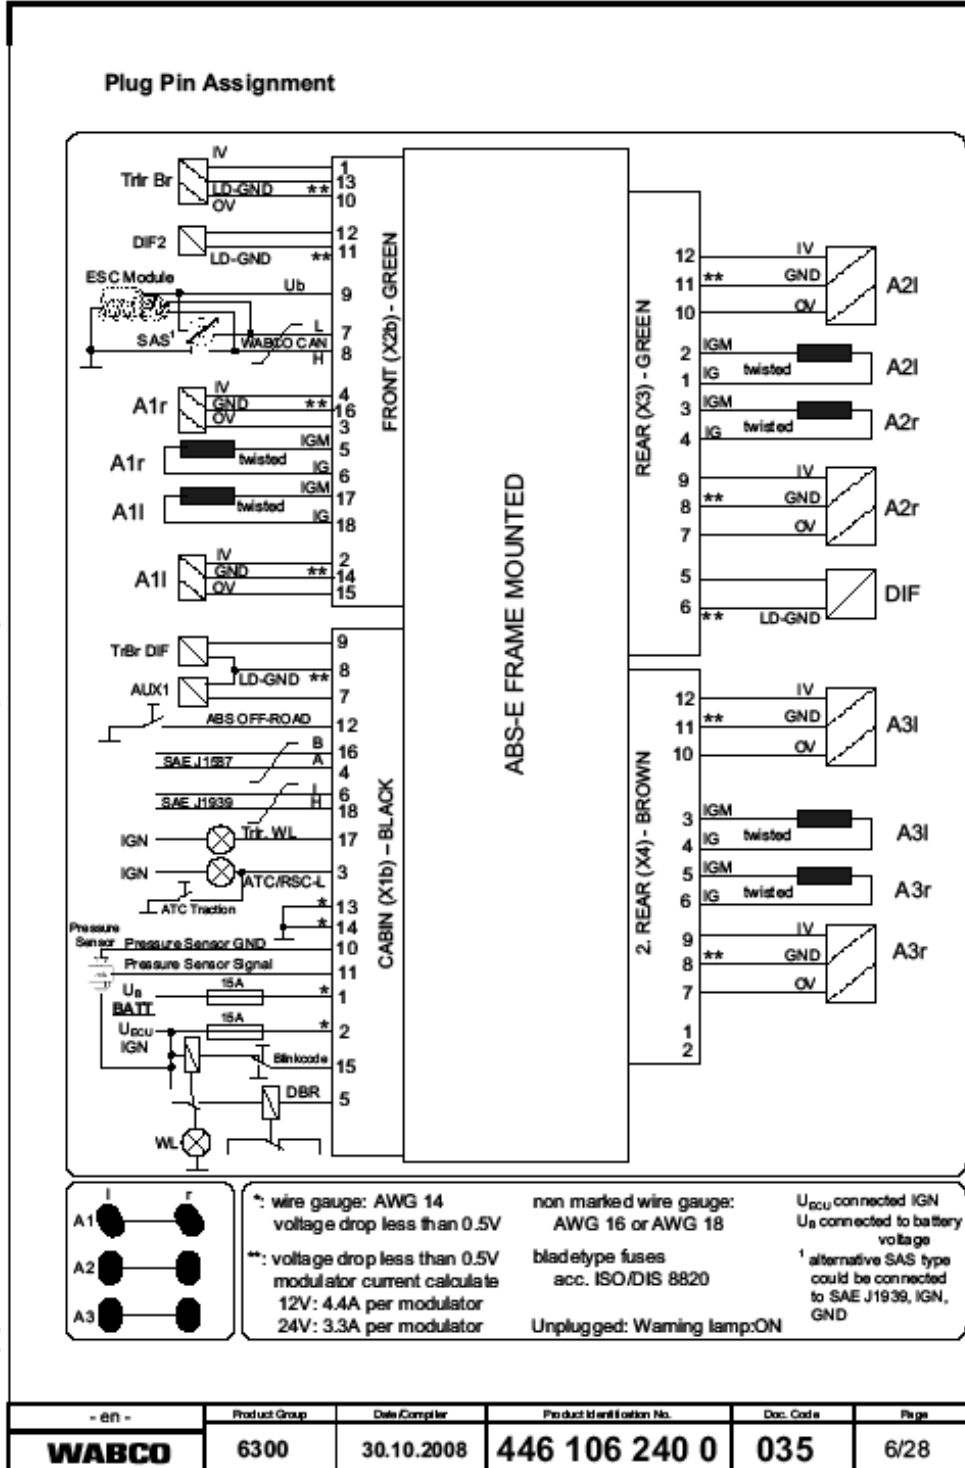 Plug Pin Assignment
Trlr Br
IV
LD-GND **
OV
1
13
10
DIF2
LD-GND **
12
11
ESC Module
Ub
9
SAS¹
L
WABCO CAN
H
7
8
A1r
IV
GND **
OV
4
16
3
A1r
IGM
twisted
IG
5
6
A1l
IGM
twisted
IG
17
18
A1l
IV
GND **
OV
2
14
15
FRONT (X2b) - GREEN
TrBr DIF
9
LD-GND **
8
AUX1
7
ABS OFF-ROAD
12
SAE J1587
B
A
16
4
SAE J1939
L
H
6
18
IGN
Trlr. WL
17
IGN
ATC/RSC-L
3
ATC Traction
* 13
* 14
Pressure
Sensor
Pressure Sensor GND
10
Pressure Sensor Signal
11
UB
BATT
15A
* 1
UECU
IGN
15A
* 2
Blinkcode
15
DBR
5
WL
CABIN (X1b) – BLACK
ABS-E FRAME MOUNTED
REAR (X3) - GREEN
12
11
10
IV
** GND
OV
A2l
2
1
IGM
IG
twisted
A2l
3
4
IGM
IG
twisted
A2r
9
8
7
IV
** GND
OV
A2r
5
6
** LD-GND
DIF
2. REAR (X4) - BROWN
12
11
10
IV
** GND
OV
A3l
3
4
IGM
IG
twisted
A3l
5
6
IGM
IG
twisted
A3r
9
8
7
IV
** GND
OV
A3r
1
2
l r
A1
A2
A3
*: wire gauge: AWG 14
voltage drop less than 0.5V
**: voltage drop less than 0.5V
modulator current calculate
12V: 4.4A per modulator
24V: 3.3A per modulator
non marked wire gauge:
AWG 16 or AWG 18
bladetype fuses
acc. ISO/DIS 8820
Unplugged: Warning lamp:ON
UECU connected IGN
UB connected to battery
voltage
¹ alternative SAS type
could be connected
to SAE J1939, IGN,
GND
- en -
WABCO
Product Group
6300
Date/Compiler
30.10.2008
Product Identification No.
446 106 240 0
Doc. Code
035
Page
6/28